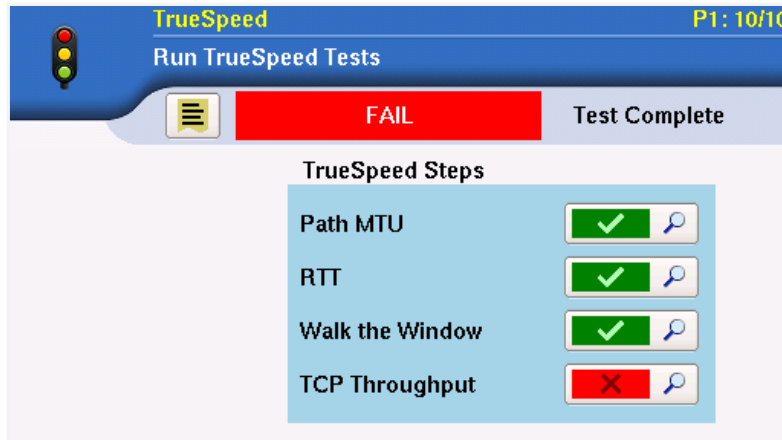 TrueSpeed P1: 10/10
Run TrueSpeed Tests
FAIL Test Complete
TrueSpeed Steps
Path MTU
RTT
Walk the Window
TCP Throughput